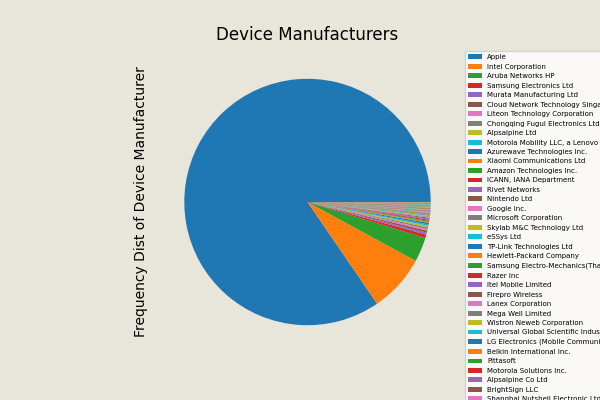 Device Manufacturers
Frequency Dist of Device Manufacturer
Apple
Intel Corporation
Aruba Networks HP
Samsung Electronics Ltd
Murata Manufacturing Ltd
Cloud Network Technology Singa
Liteon Technology Corporation
Chongqing Fugui Electronics Ltd
Alpsalpine Ltd
Motorola Mobility LLC, a Lenovo
Azurewave Technologies Inc.
Xiaomi Communications Ltd
Amazon Technologies Inc.
ICANN, IANA Department
Rivet Networks
Nintendo Ltd
Google Inc.
Microsoft Corporation
Skylab M&C Technology Ltd
eSSys Ltd
TP-Link Technologies Ltd
Hewlett-Packard Company
Samsung Electro-Mechanics(Tha
Razer Inc
Itel Mobile Limited
Firepro Wireless
Lanex Corporation
Mega Well Limited
Wistron Neweb Corporation
Universal Global Scientific Indus
LG Electronics (Mobile Communi
Belkin International Inc.
Pittasoft
Motorola Solutions Inc.
Alpsalpine Co Ltd
BrightSign LLC
Shanghai Nutshell Electronic Ltd